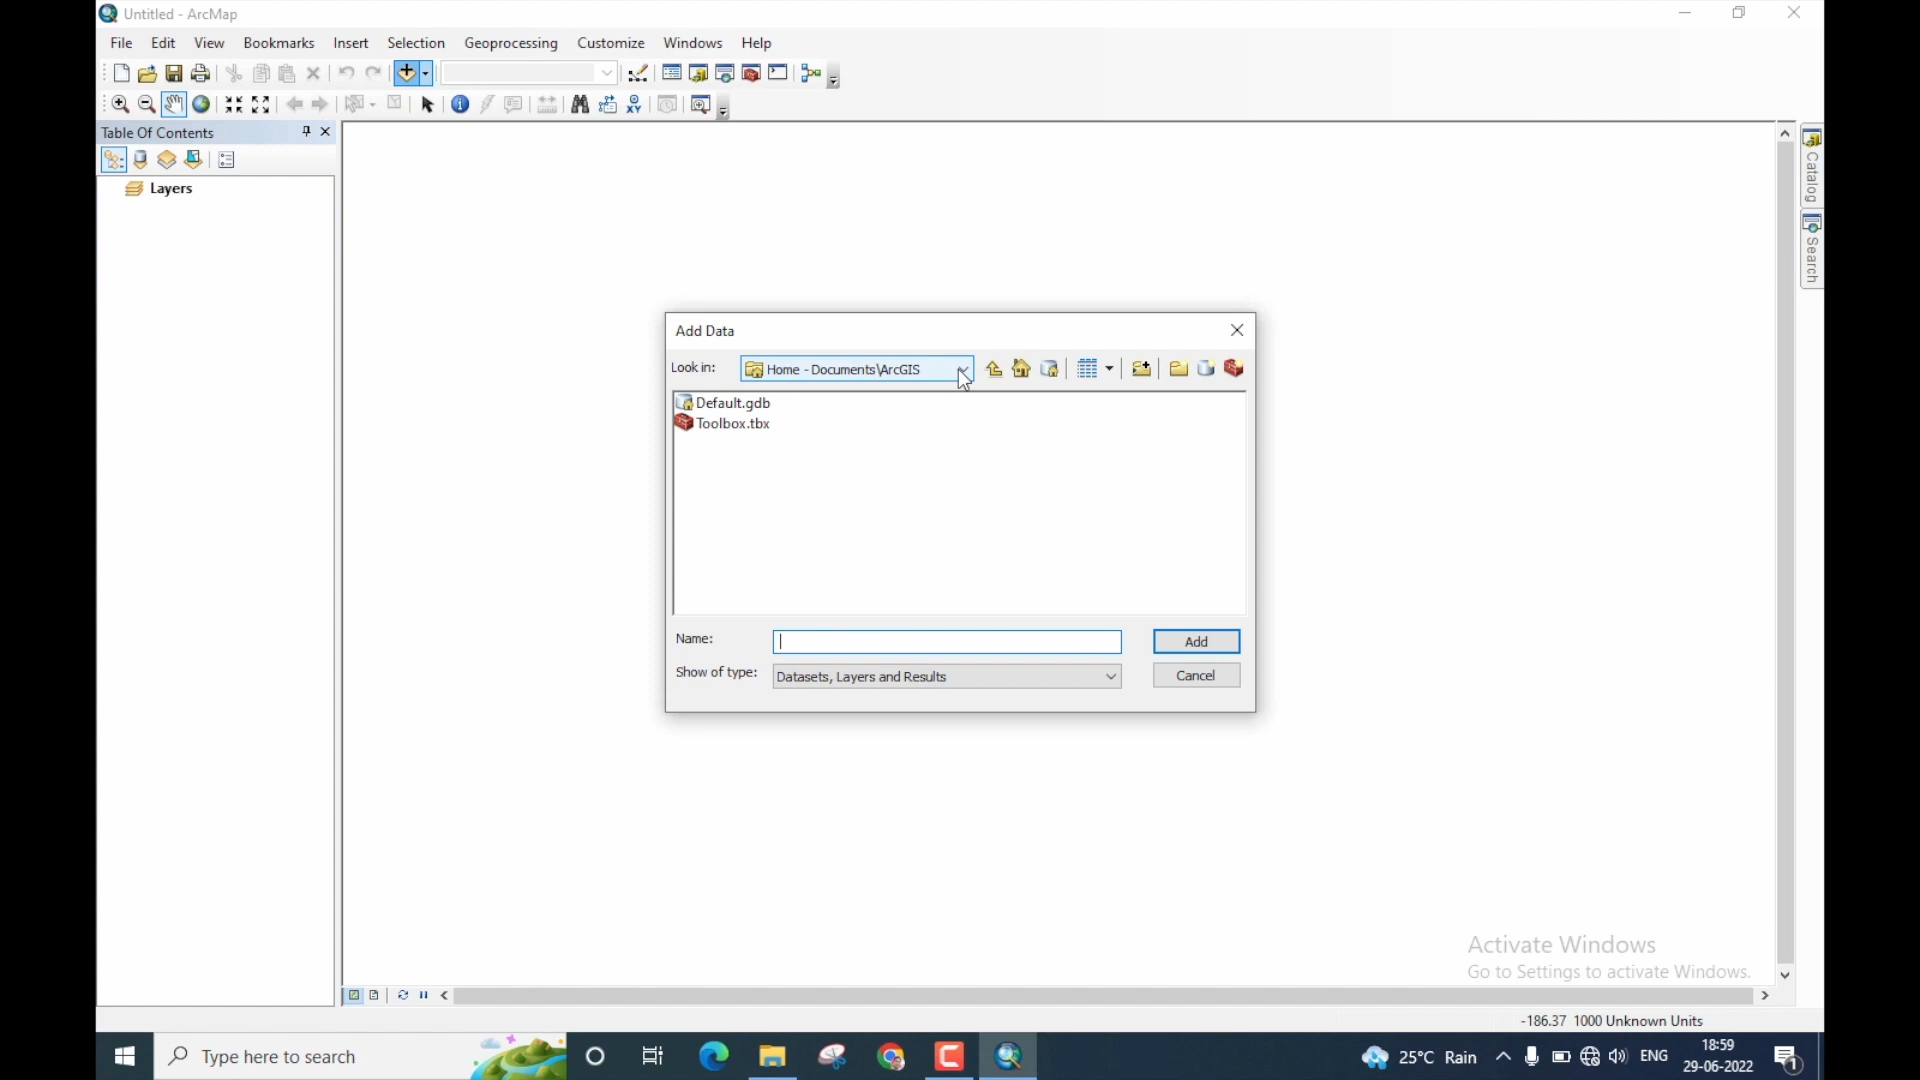 Untitled - ArcMap
File Edit View Bookmarks Insert Selection Geoprocessing Customize Windows Help
Table Of Contents
Layers
Catalog
Search
Add Data
Look in: Home - Documents\ArcGIS
Default.gdb
Toolbox.tbx
Name: Add
Show of type: Datasets, Layers and Results Cancel
Activate Windows
Go to Settings to activate Windows.
-186.37 1000 Unknown Units
Type here to search
25°C Rain
ENG
18:59
29-06-2022
1